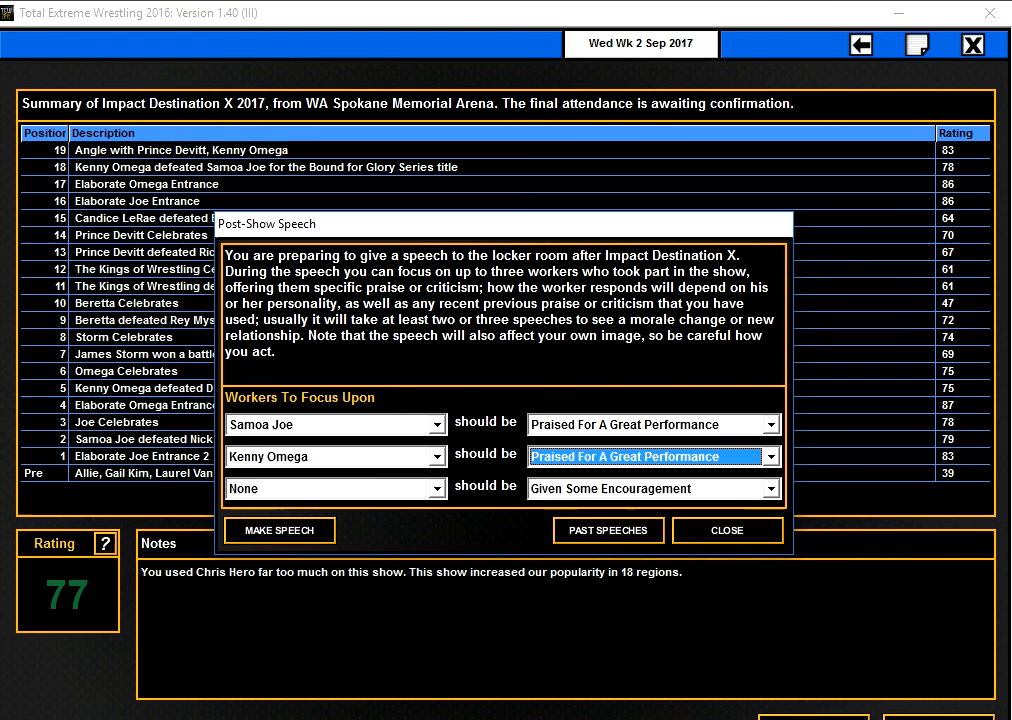 Total Extreme Wrestling 2016: Version 1.40 (III)
Wed Wk 2 Sep 2017
Summary of Impact Destination X 2017, from WA Spokane Memorial Arena. The final attendance is awaiting confirmation.
Position Description Rating
19 Angle with Prince Devitt, Kenny Omega 83
18 Kenny Omega defeated Samoa Joe for the Bound for Glory Series title 78
17 Elaborate Omega Entrance 86
16 Elaborate Joe Entrance 86
15 Candice LeRae defeated 64
14 Prince Devitt Celebrates 70
13 Prince Devitt defeated Ric 67
12 The Kings of Wrestling Ce 61
11 The Kings of Wrestling de 61
10 Beretta Celebrates 47
9 Beretta defeated Rey Mys 72
8 Storm Celebrates 74
7 James Storm won a battl 69
6 Omega Celebrates 75
5 Kenny Omega defeated D 75
4 Elaborate Omega Entranc 87
3 Joe Celebrates 78
2 Samoa Joe defeated Nick 79
1 Elaborate Joe Entrance 2 83
Pre Allie, Gail Kim, Laurel Van 39
Post-Show Speech
You are preparing to give a speech to the locker room after Impact Destination X.
During the speech you can focus on up to three workers who took part in the show,
offering them specific praise or criticism; how the worker responds will depend on his
or her personality, as well as any recent previous praise or criticism that you have
used; usually it will take at least two or three speeches to see a morale change or new
relationship. Note that the speech will also affect your own image, so be careful how
you act.
Workers To Focus Upon
Samoa Joe should be Praised For A Great Performance
Kenny Omega should be Praised For A Great Performance
None should be Given Some Encouragement
MAKE SPEECH PAST SPEECHES CLOSE
Rating ?
77
Notes
You used Chris Hero far too much on this show. This show increased our popularity in 18 regions.